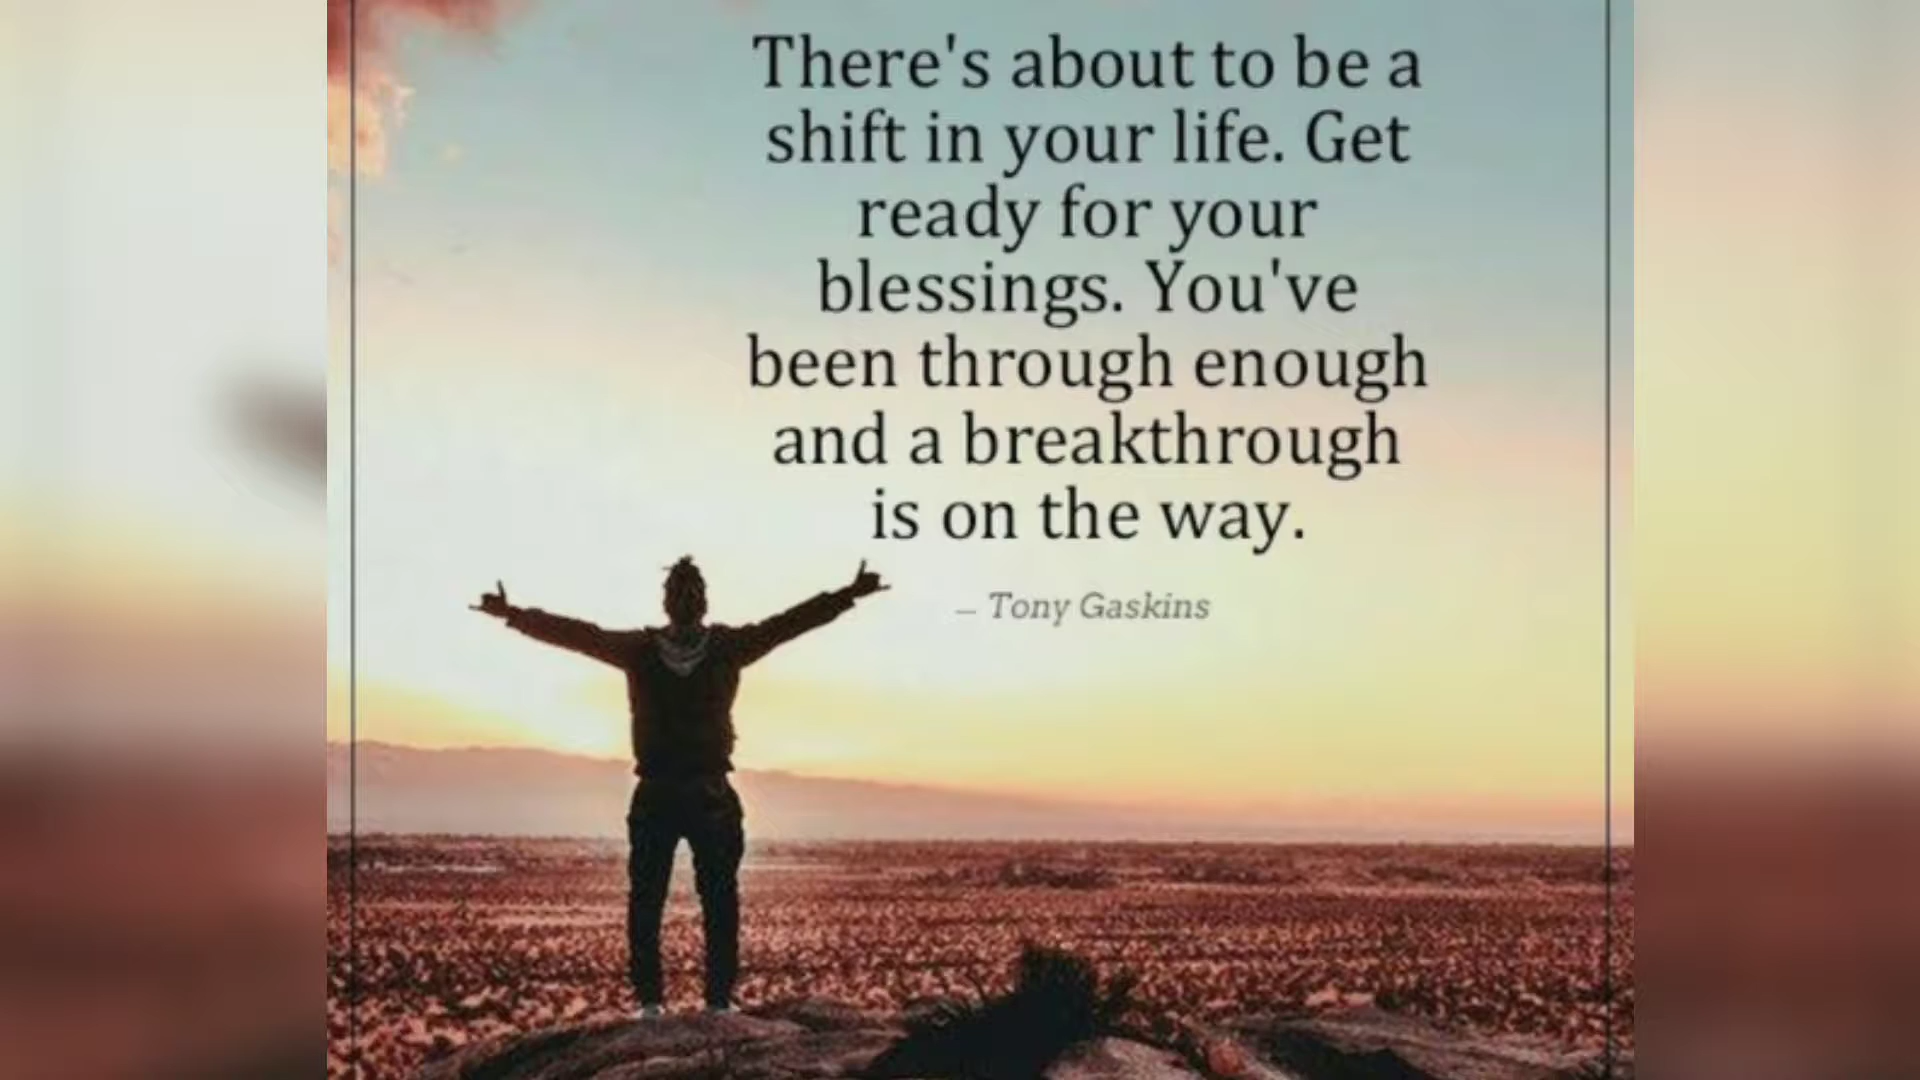 There's about to be a
shift in your life. Get
ready for your
blessings. You've
been through enough
and a breakthrough
is on the way.
– Tony Gaskins